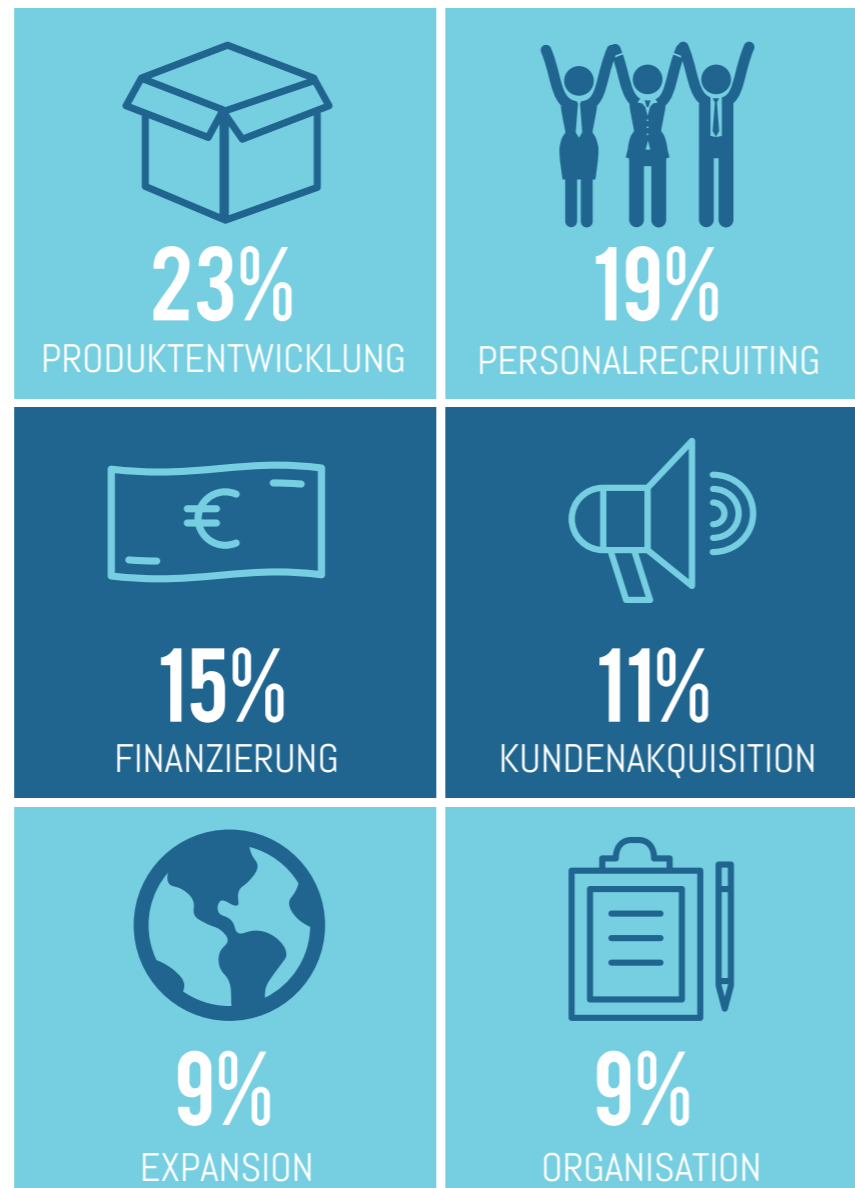 23%
PRODUKTENTWICKLUNG
19%
PERSONALRECRUITING
€
15%
FINANZIERUNG
11%
KUNDENAKQUISITION
9%
EXPANSION
9%
ORGANISATION